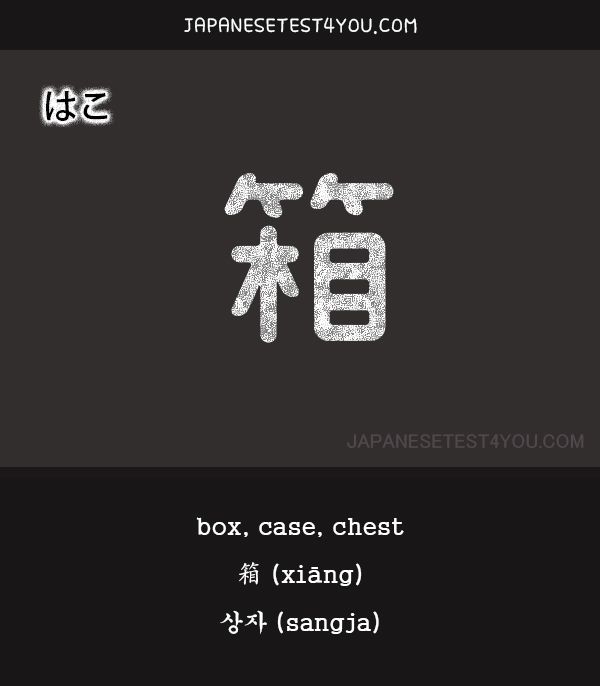 JAPANESETEST4YOU.COM
はこ
箱
JAPANESETEST4YOU.COM
box, case, chest
箱 (xiāng)
상자 (sangja)